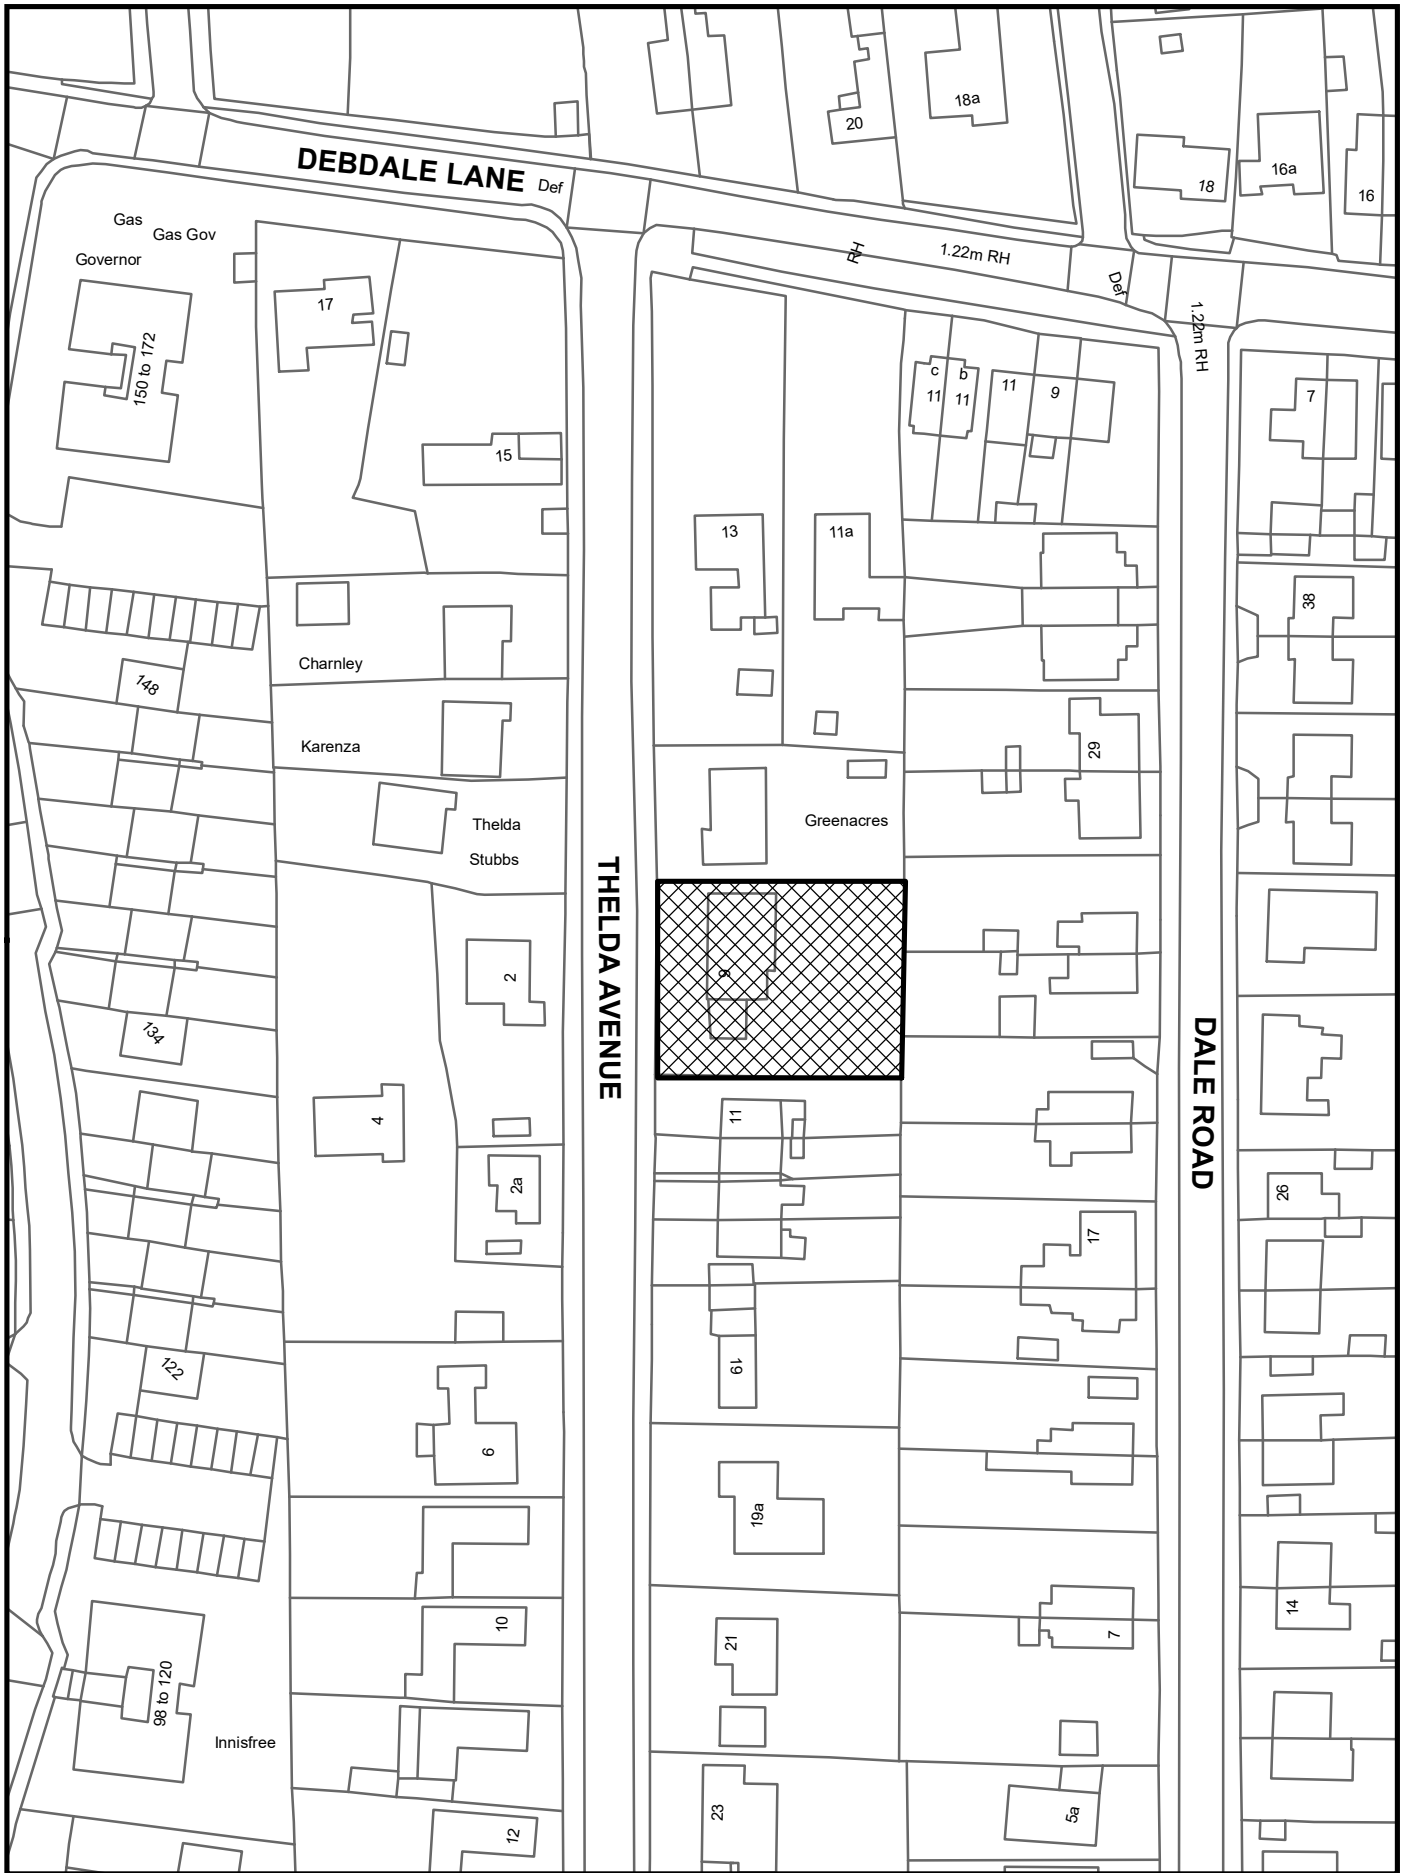 20
18a
18
16a
16
DEBDALE LANE
Def
Gas
Gas Gov
Governor
RH
1.22m RH
Def
1.22m RH
17
150 to 172
15
c
b
11
11
11
9
7
13
11a
38
Charnley
148
Karenza
29
Thelda
Stubbs
Greenacres
THELDA AVENUE
9
2
134
4
11
DALE ROAD
2a
26
17
122
19
6
19a
10
21
14
7
98 to 120
Innisfree
23
12
5a